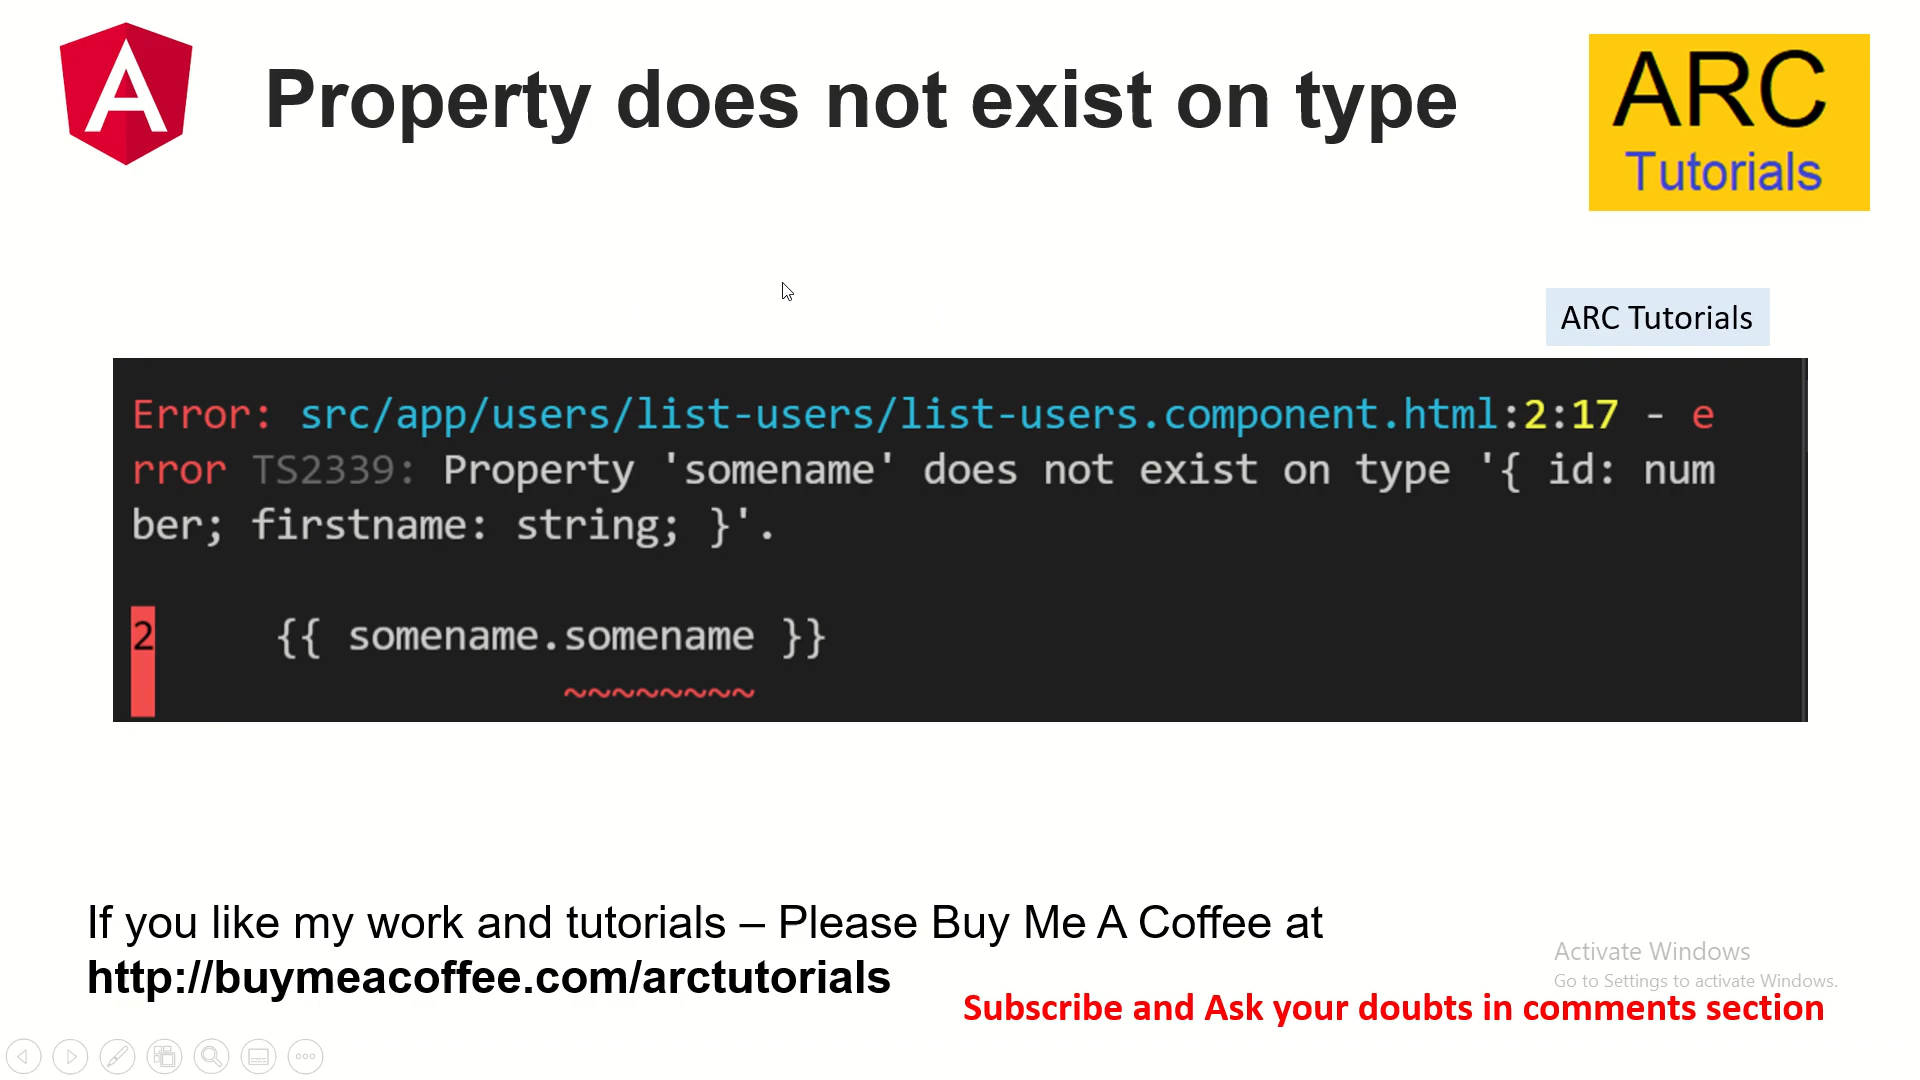 Property does not exist on type
ARC
Tutorials
ARC Tutorials
Error: src/app/users/list-users/list-users.component.html:2:17 - e
rror TS2339: Property 'somename' does not exist on type '{ id: num
ber; firstname: string; }'.
2 {{ somename.somename }}
~~~~~~~~
If you like my work and tutorials – Please Buy Me A Coffee at
http://buymeacoffee.com/arctutorials
Activate Windows
Go to Settings to activate Windows.
Subscribe and Ask your doubts in comments section